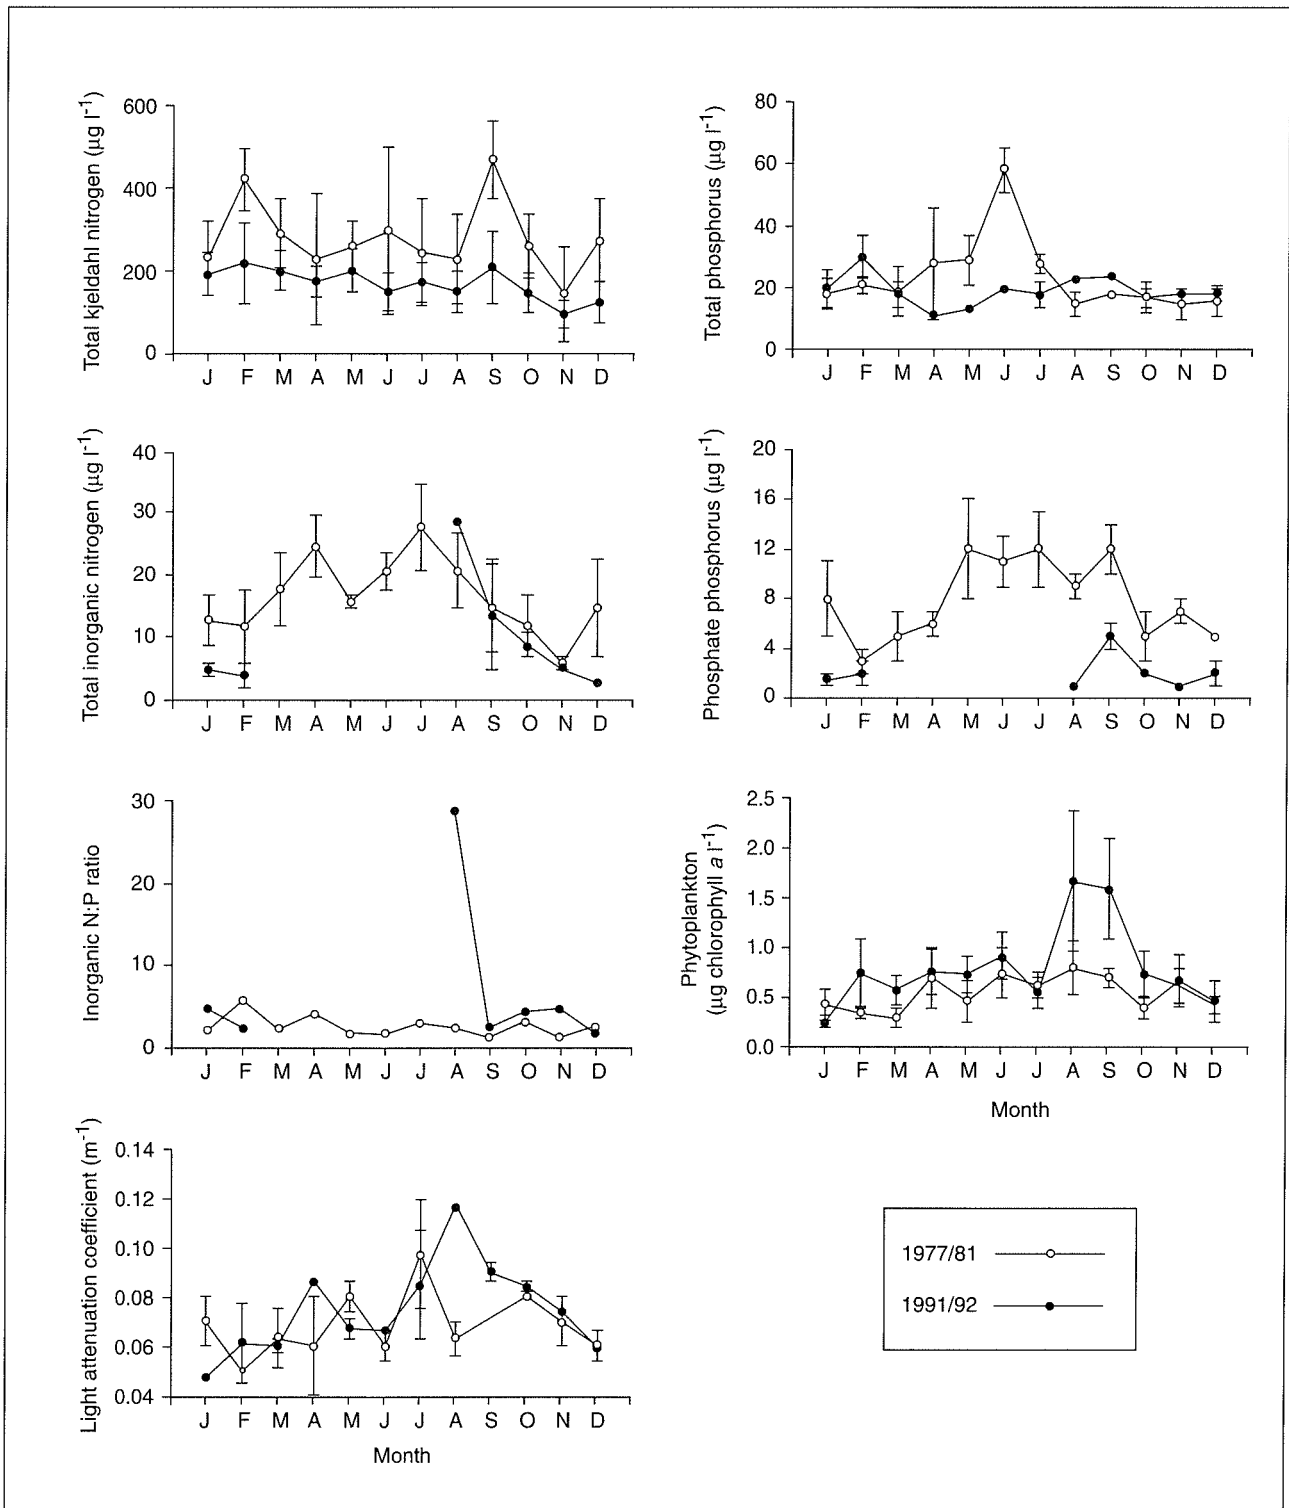 Total kjeldahl nitrogen (µg l-1)
600
400
200
0
J F M A M J J A S O N D
Total phosphorus (µg l-1)
80
60
40
20
0
J F M A M J J A S O N D
Total inorganic nitrogen (µg l-1)
40
30
20
10
0
J F M A M J J A S O N D
Phosphate phosphorus (µg l-1)
20
16
12
8
4
0
J F M A M J J A S O N D
Inorganic N:P ratio
30
20
10
0
J F M A M J J A S O N D
Phytoplankton
(µg chlorophyll a l-1)
2.5
2.0
1.5
1.0
0.5
0.0
J F M A M J J A S O N D
Month
Light attenuation coefficient (m-1)
0.14
0.12
0.10
0.08
0.06
0.04
J F M A M J J A S O N D
Month
1977/81
1991/92